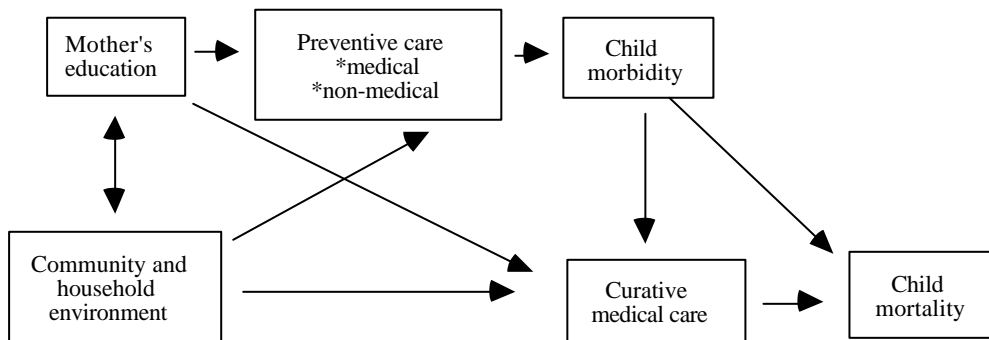 Mother's
education
Preventive care
*medical
*non-medical
Child
morbidity
Community and
household
environment
Curative
medical care
Child
mortality